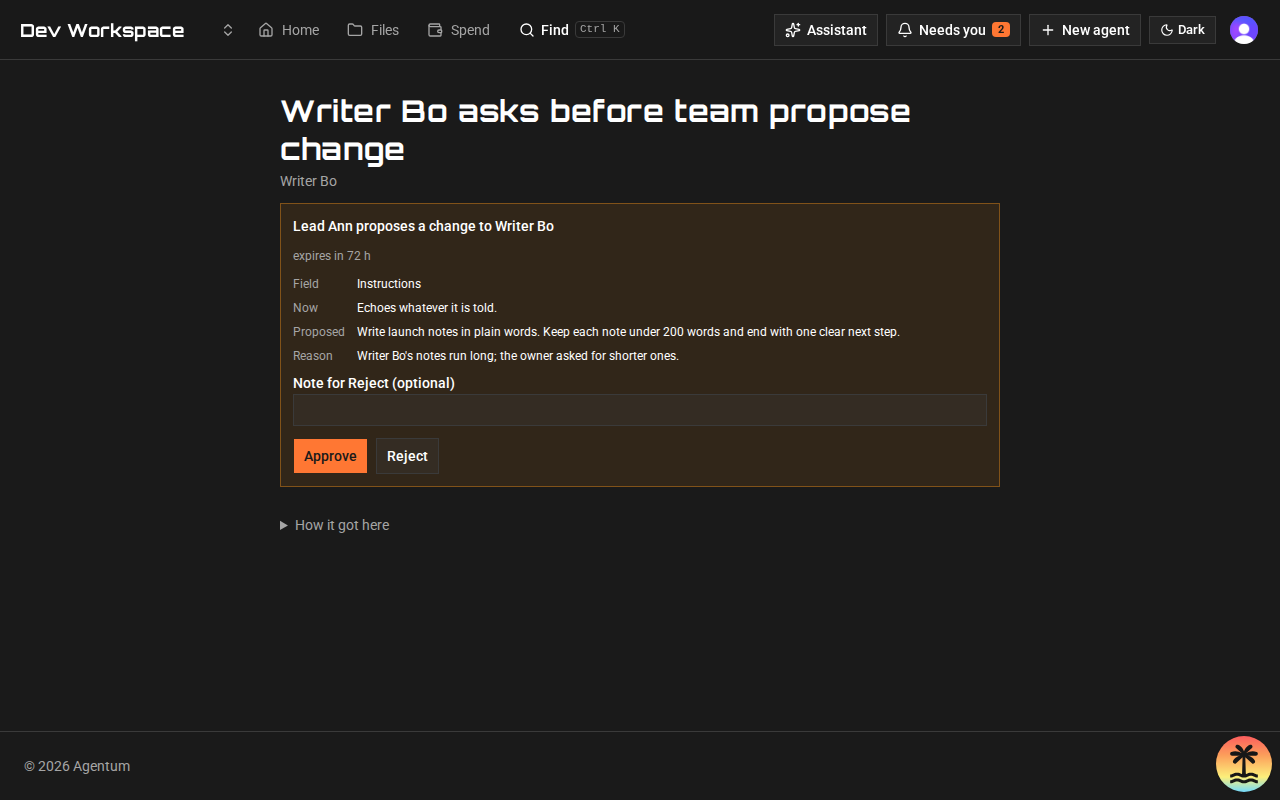 Dev Workspace
Home
Files
Spend
Find
Ctrl K
Assistant
Needs you 2
New agent
Dark
Writer Bo asks before team propose
change
Writer Bo
Lead Ann proposes a change to Writer Bo
expires in 72 h
Field Instructions
Now Echoes whatever it is told.
Proposed Write launch notes in plain words. Keep each note under 200 words and end with one clear next step.
Reason Writer Bo's notes run long; the owner asked for shorter ones.
Note for Reject (optional)
Approve
Reject
How it got here
© 2026 Agentum